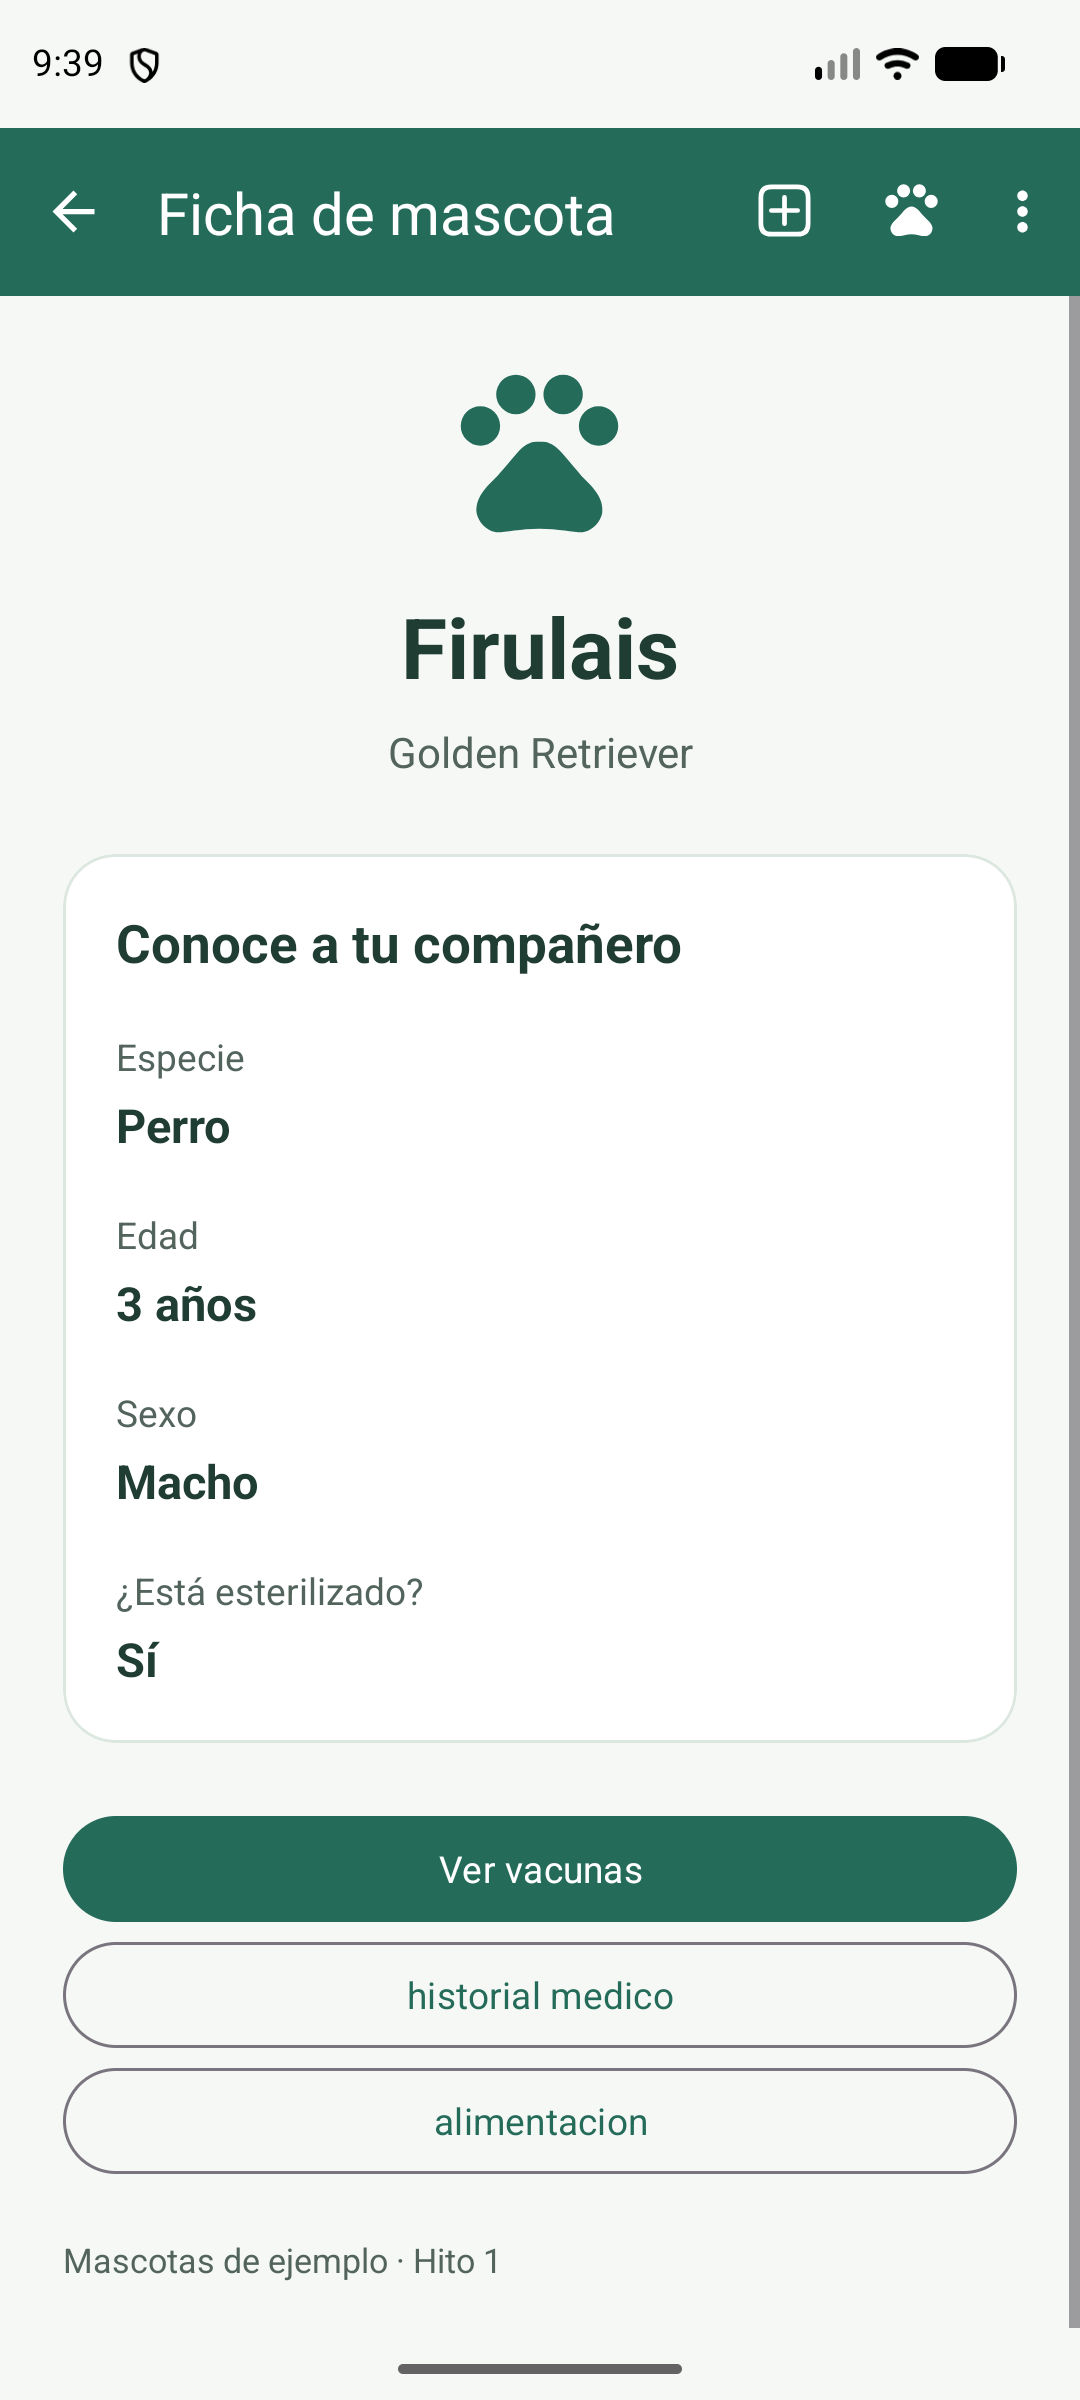 9:39
Ficha de mascota
Firulais
Golden Retriever
Conoce a tu compañero
Especie
Perro
Edad
3 años
Sexo
Macho
¿Está esterilizado?
Sí
Ver vacunas
historial medico
alimentacion
Mascotas de ejemplo · Hito 1